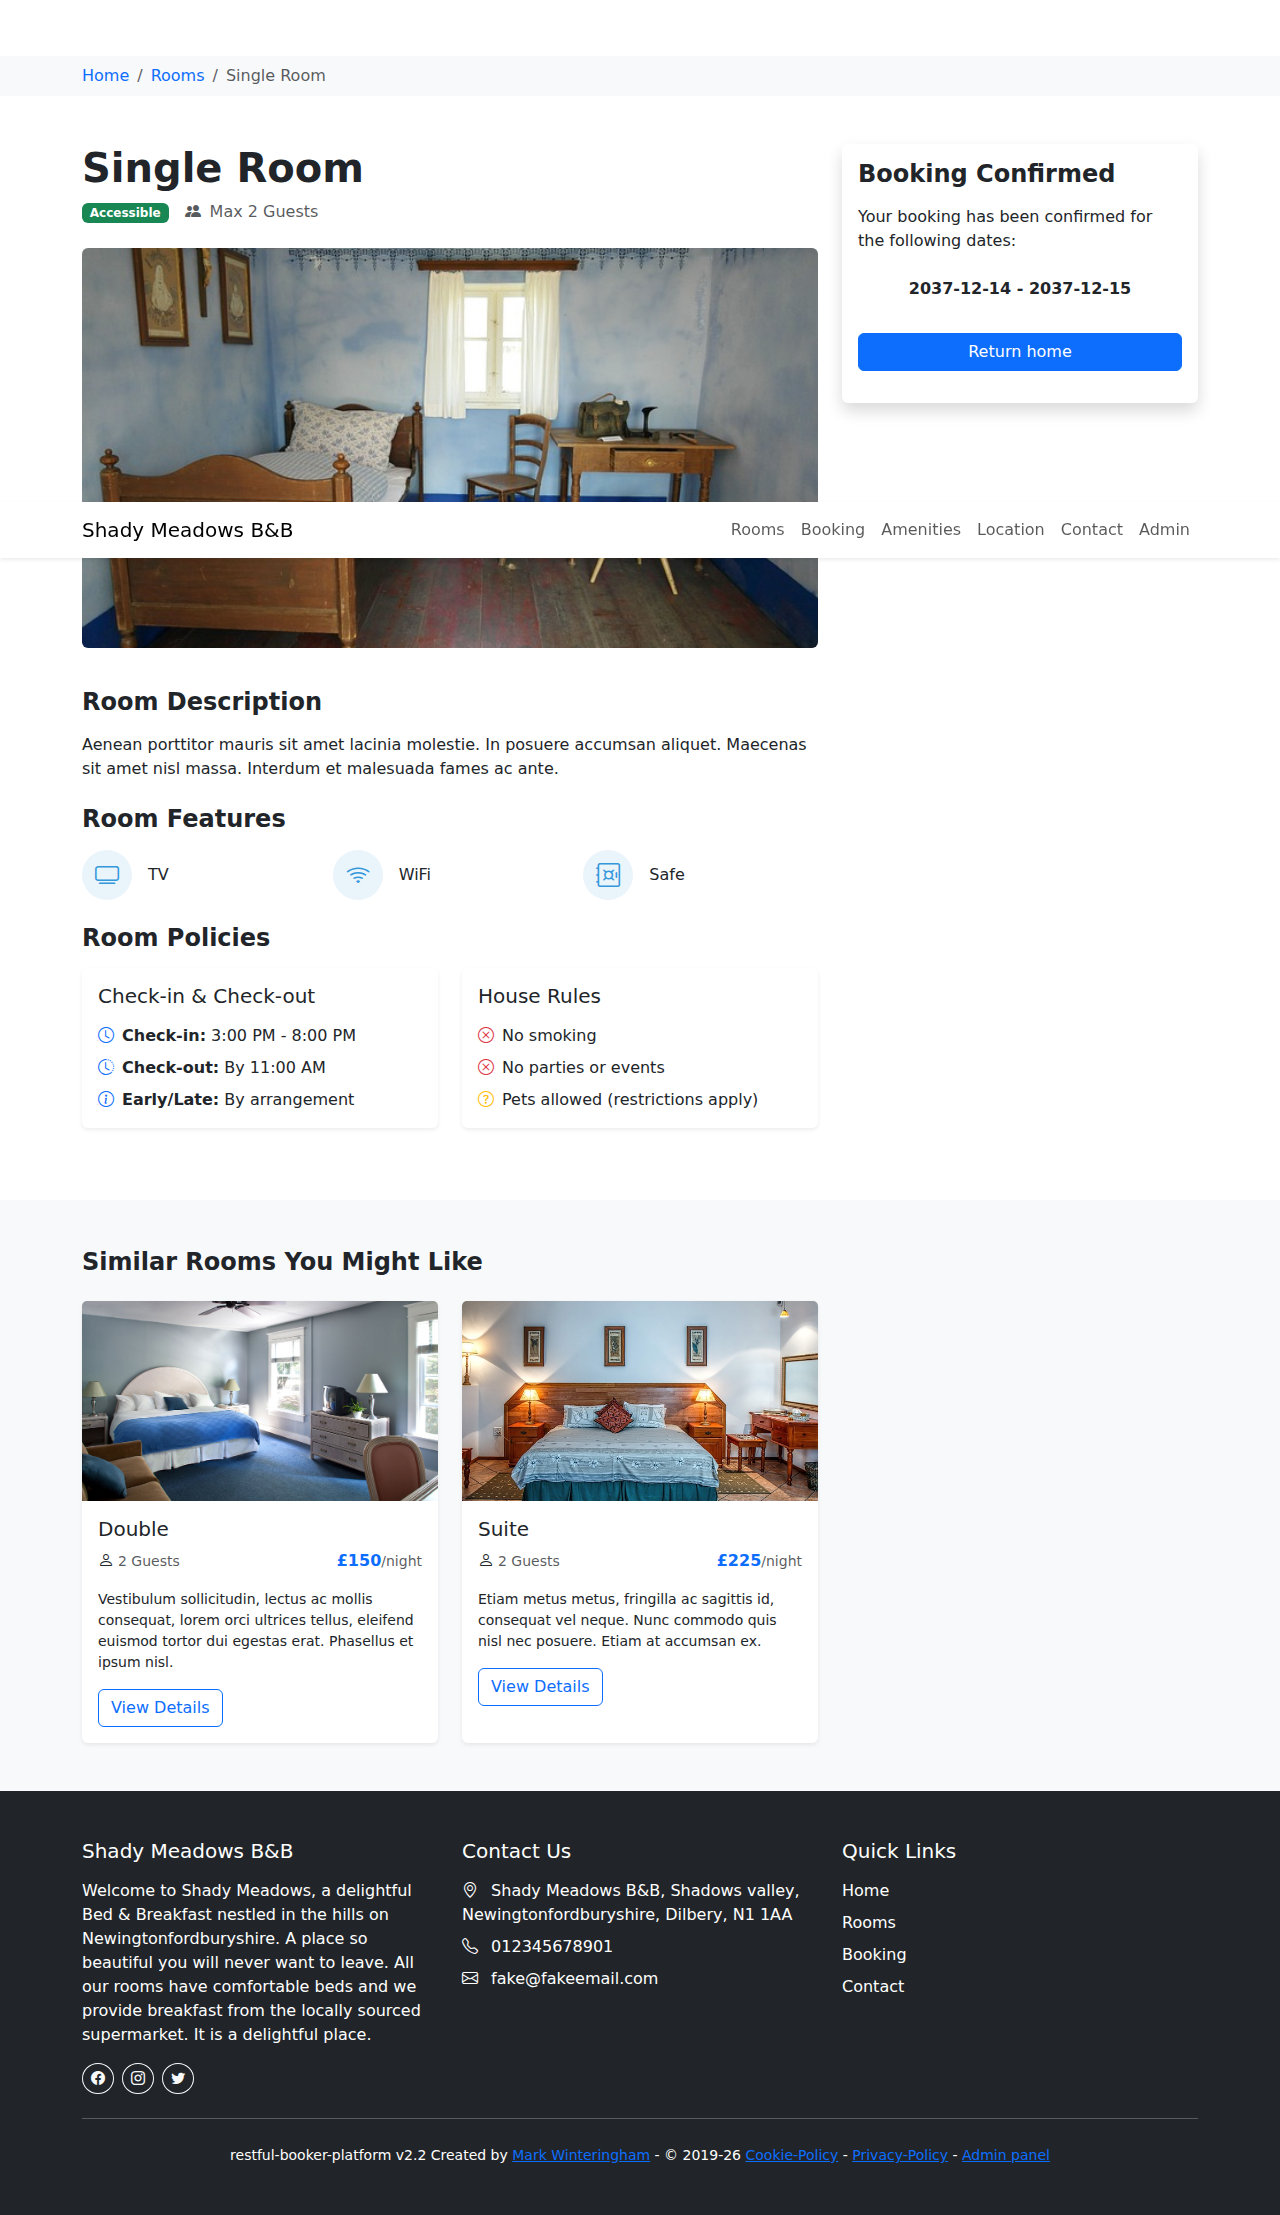 Home / Rooms / Single Room
Single Room
Accessible Max 2 Guests
Booking Confirmed
Your booking has been confirmed for
the following dates:
2037-12-14 - 2037-12-15
Return home
Shady Meadows B&B Rooms Booking Amenities Location Contact Admin
Room Description
Aenean porttitor mauris sit amet lacinia molestie. In posuere accumsan aliquet. Maecenas
sit amet nisl massa. Interdum et malesuada fames ac ante.
Room Features
TV WiFi Safe
Room Policies
Check-in & Check-out
Check-in: 3:00 PM - 8:00 PM
Check-out: By 11:00 AM
Early/Late: By arrangement
House Rules
No smoking
No parties or events
Pets allowed (restrictions apply)
Similar Rooms You Might Like
Double
2 Guests £150/night
Vestibulum sollicitudin, lectus ac mollis
consequat, lorem orci ultrices tellus, eleifend
euismod tortor dui egestas erat. Phasellus et
ipsum nisl.
View Details
Suite
2 Guests £225/night
Etiam metus metus, fringilla ac sagittis id,
consequat vel neque. Nunc commodo quis
nisl nec posuere. Etiam at accumsan ex.
View Details
Shady Meadows B&B
Welcome to Shady Meadows, a delightful
Bed & Breakfast nestled in the hills on
Newingtonfordburyshire. A place so
beautiful you will never want to leave. All
our rooms have comfortable beds and we
provide breakfast from the locally sourced
supermarket. It is a delightful place.
Contact Us
Shady Meadows B&B, Shadows valley,
Newingtonfordburyshire, Dilbery, N1 1AA
012345678901
fake@fakeemail.com
Quick Links
Home
Rooms
Booking
Contact
restful-booker-platform v2.2 Created by Mark Winteringham - © 2019-26 Cookie-Policy - Privacy-Policy - Admin panel